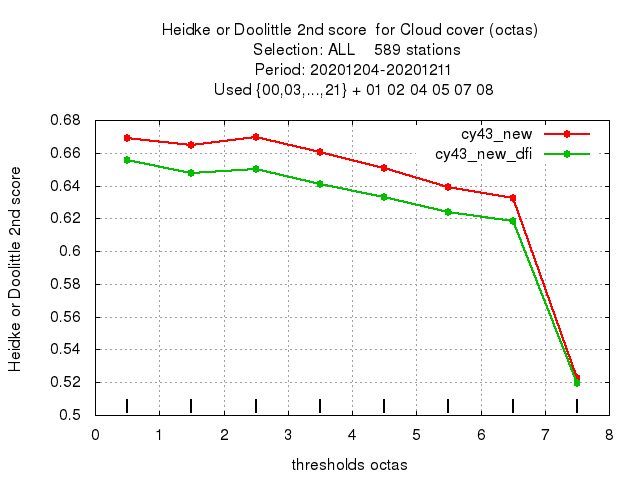 Heidke or Doolittle 2nd score  for Cloud cover (octas)
Selection: ALL    589 stations
Period: 20201204-20201211
Used {00,03,...,21} + 01 02 04 05 07 08
cy43_new
cy43_new_dfi
Heidke or Doolittle 2nd score
0.68
0.66
0.64
0.62
0.6
0.58
0.56
0.54
0.52
0.5
0 1 2 3 4 5 6 7 8
thresholds octas